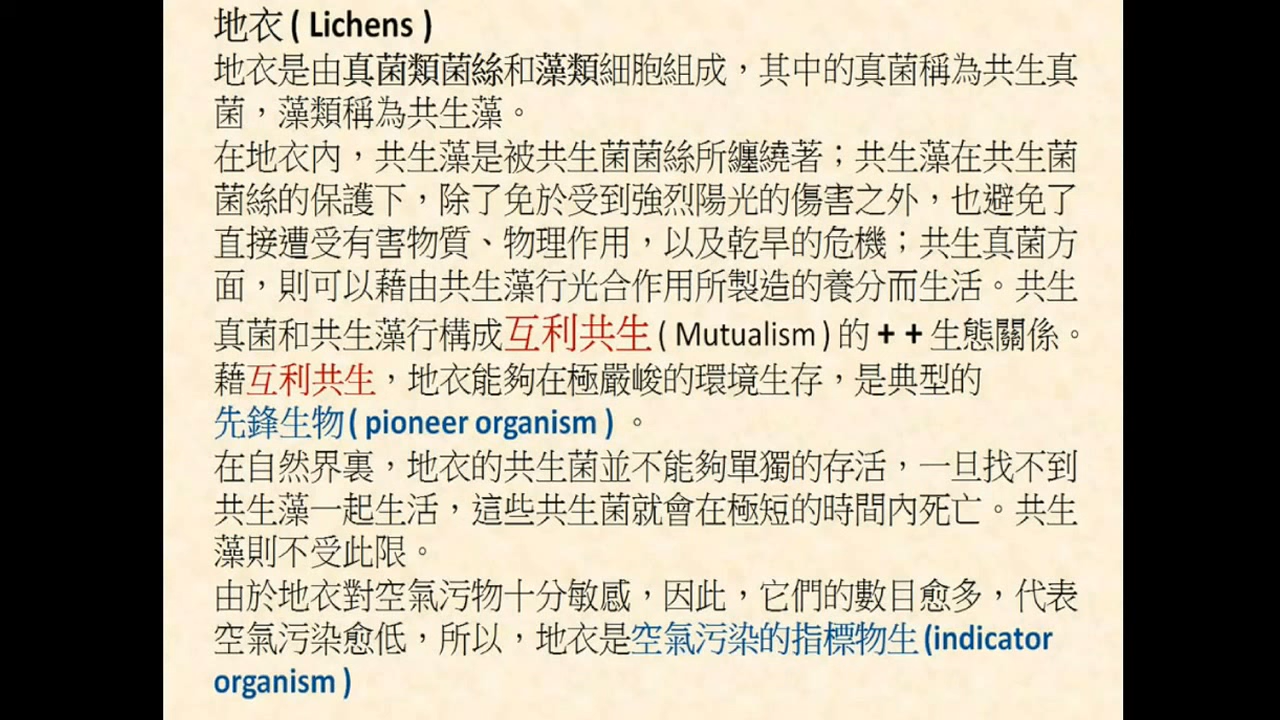 地衣 ( Lichens )
地衣是由真菌類菌絲和藻類細胞組成，其中的真菌稱為共生真
菌，藻類稱為共生藻。
在地衣內，共生藻是被共生菌菌絲所纏繞著；共生藻在共生菌
菌絲的保護下，除了免於受到強烈陽光的傷害之外，也避免了
直接遭受有害物質、物理作用，以及乾旱的危機；共生真菌方
面，則可以藉由共生藻行光合作用所製造的養分而生活。共生
真菌和共生藻行構成互利共生 ( Mutualism ) 的 + + 生態關係。
藉互利共生，地衣能夠在極嚴峻的環境生存，是典型的
先鋒生物 ( pioneer organism ) 。
在自然界裏，地衣的共生菌並不能夠單獨的存活，一旦找不到
共生藻一起生活，這些共生菌就會在極短的時間內死亡。共生
藻則不受此限。
由於地衣對空氣污物十分敏感，因此，它們的數目愈多，代表
空氣污染愈低，所以，地衣是空氣污染的指標物生 (indicator
organism )